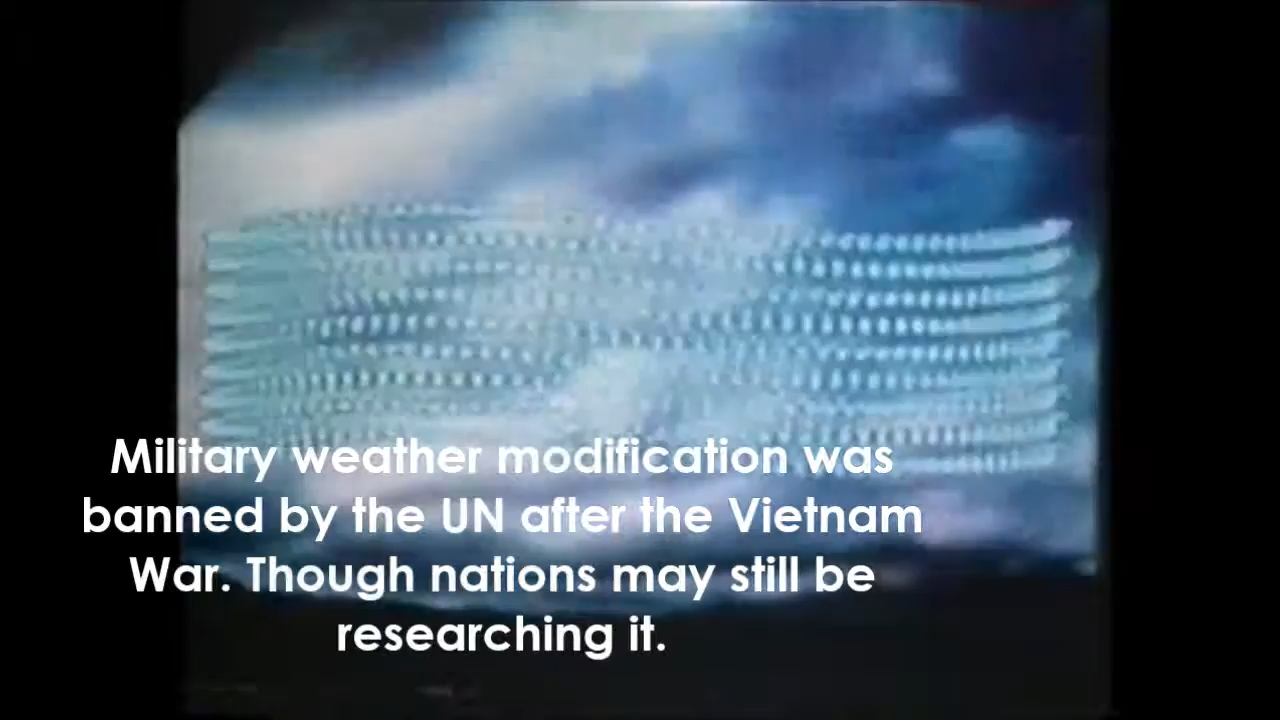 Military weather modification was
banned by the UN after the Vietnam
War. Though nations may still be
researching it.